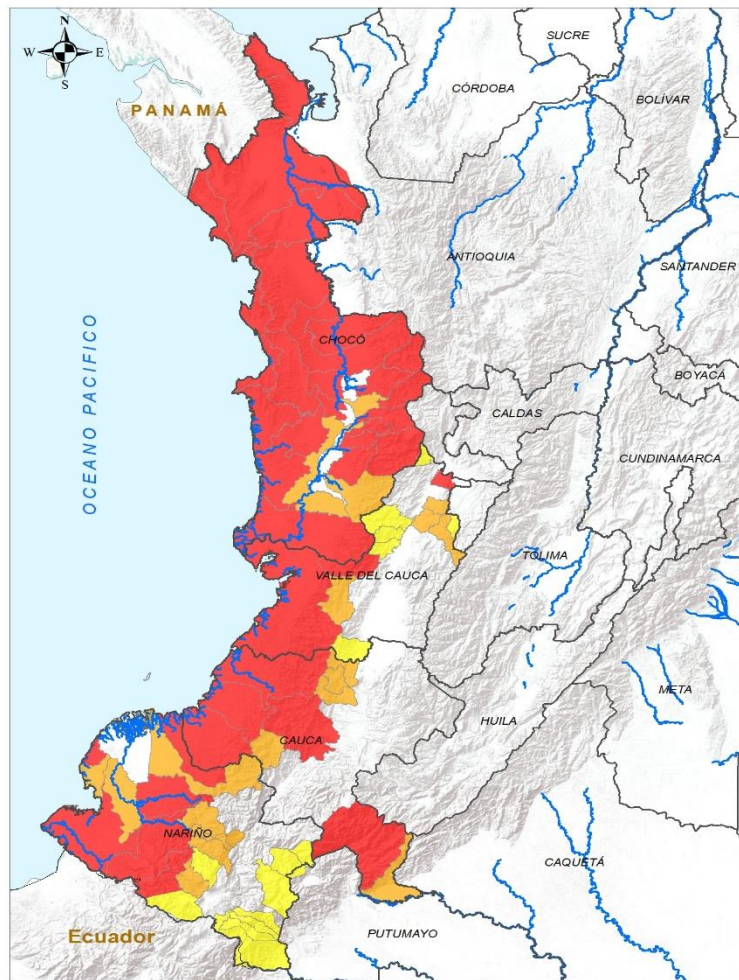 N
W E
S
PANAMÁ
SUCRE
CÓRDOBA
BOLÍVAR
ANTIOQUIA
SANTANDER
OCEANO PACIFICO
CHOCÓ
BOYACÁ
CALDAS
CUNDINAMARCA
TOLIMA
VALLE DEL CAUCA
META
HUILA
CAUCA
NARIÑO
CAQUETÁ
PUTUMAYO
Ecuador